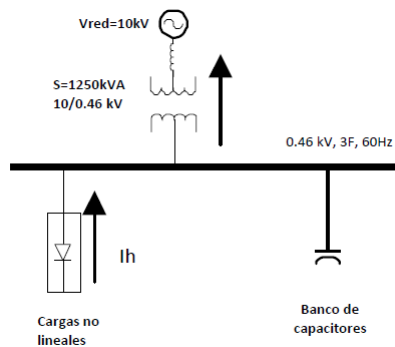 Vred=10kV
S=1250kVA
10/0.46 kV
0.46 kV, 3F, 60Hz
Ih
Cargas no
lineales
Banco de
capacitores